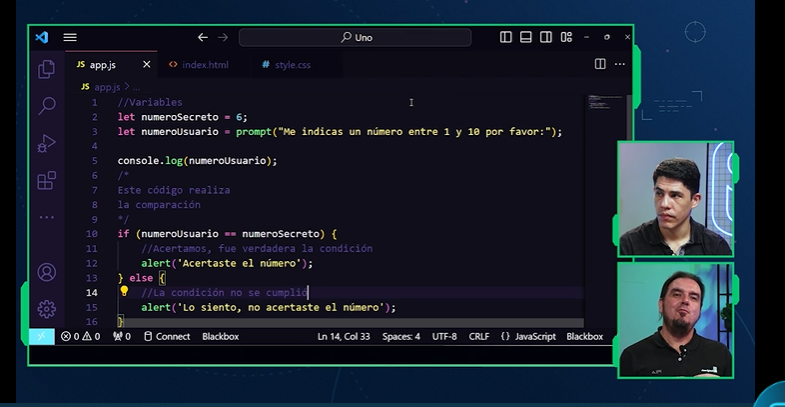 Uno
JS app.js X <> index.html # style.css
JS app.js > ...
1 //Variables
2 let numeroSecreto = 6;
3 let numeroUsuario = prompt("Me indicas un número entre 1 y 10 por favor:");
4
5 console.log(numeroUsuario);
6 /*
7 Este código realiza
8 la comparación
9 */
10 if (numeroUsuario == numeroSecreto) {
11 //Acertamos, fue verdadera la condición
12 alert('Acertaste el número');
13 } else {
14 //La condición no se cumplio
15 alert('Lo siento, no acertaste el número');
16 }
0 0 0 Connect Blackbox Ln 14, Col 33 Spaces: 4 UTF-8 CRLF {} JavaScript Blackbox